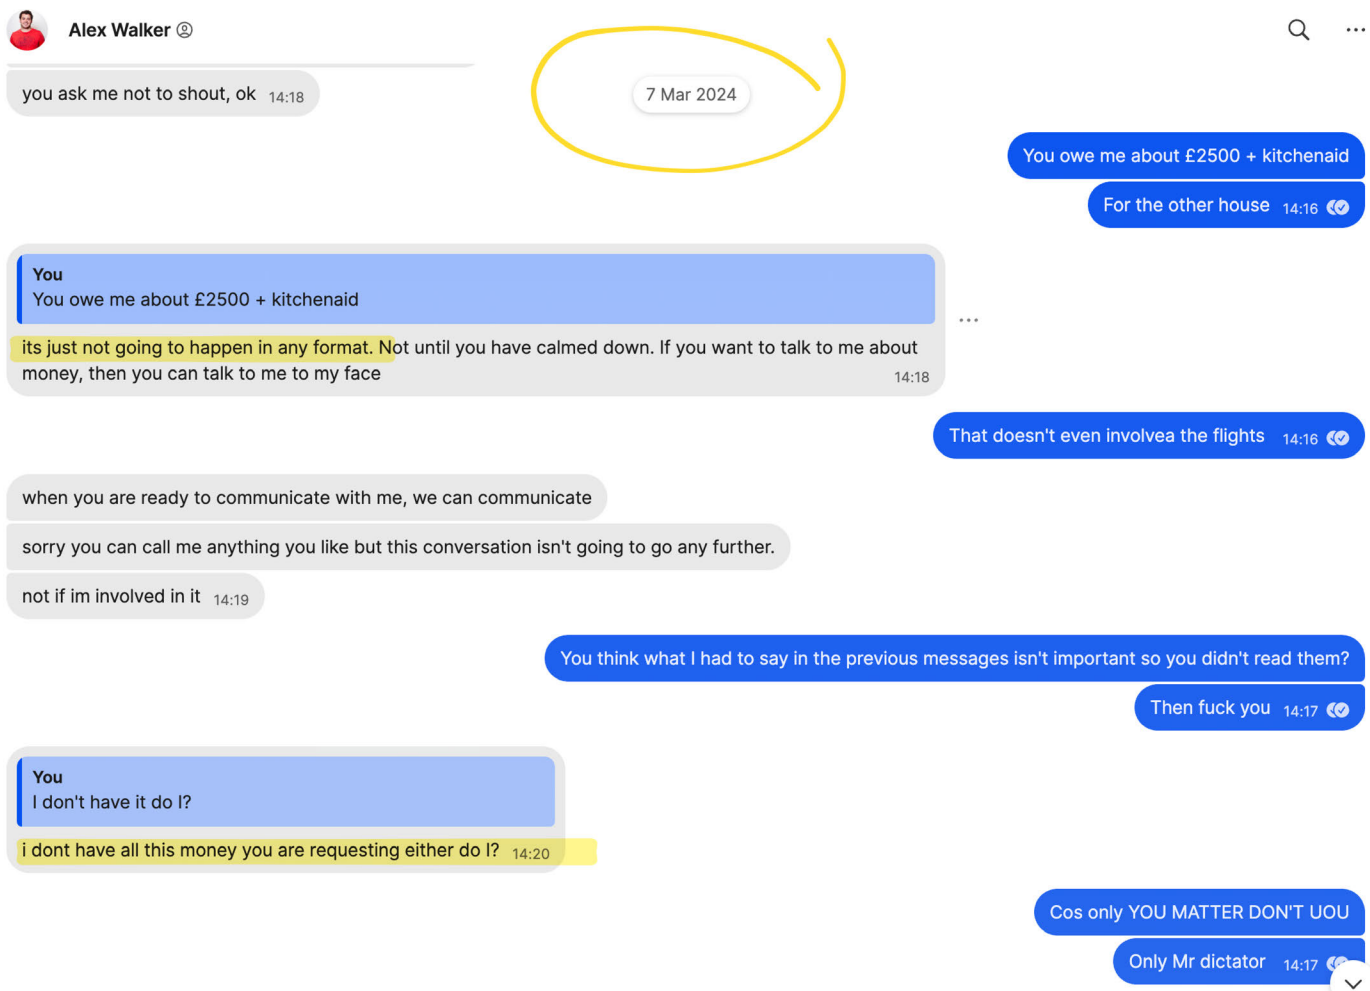 Alex Walker
you ask me not to shout, ok 14:18
7 Mar 2024
You owe me about £2500 + kitchenaid
For the other house 14:16
You
You owe me about £2500 + kitchenaid
its just not going to happen in any format. Not until you have calmed down. If you want to talk to me about
money, then you can talk to me to my face
14:18
That doesn't even involvea the flights 14:16
when you are ready to communicate with me, we can communicate
sorry you can call me anything you like but this conversation isn't going to go any further.
not if im involved in it 14:19
You think what I had to say in the previous messages isn't important so you didn't read them?
Then fuck you 14:17
You
I don't have it do I?
i dont have all this money you are requesting either do I? 14:20
Cos only YOU MATTER DON'T UOU
Only Mr dictator 14:17